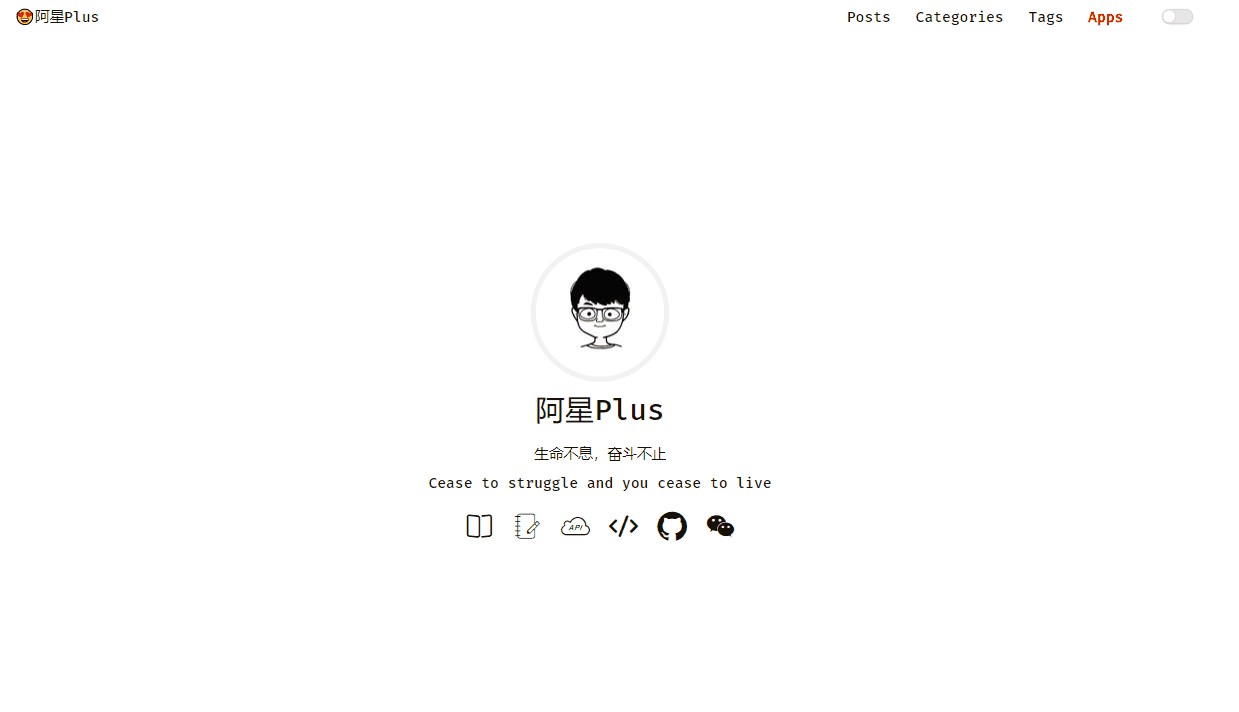 😍阿星Plus
Posts Categories Tags Apps
阿星Plus
生命不息，奋斗不止
Cease to struggle and you cease to live
API